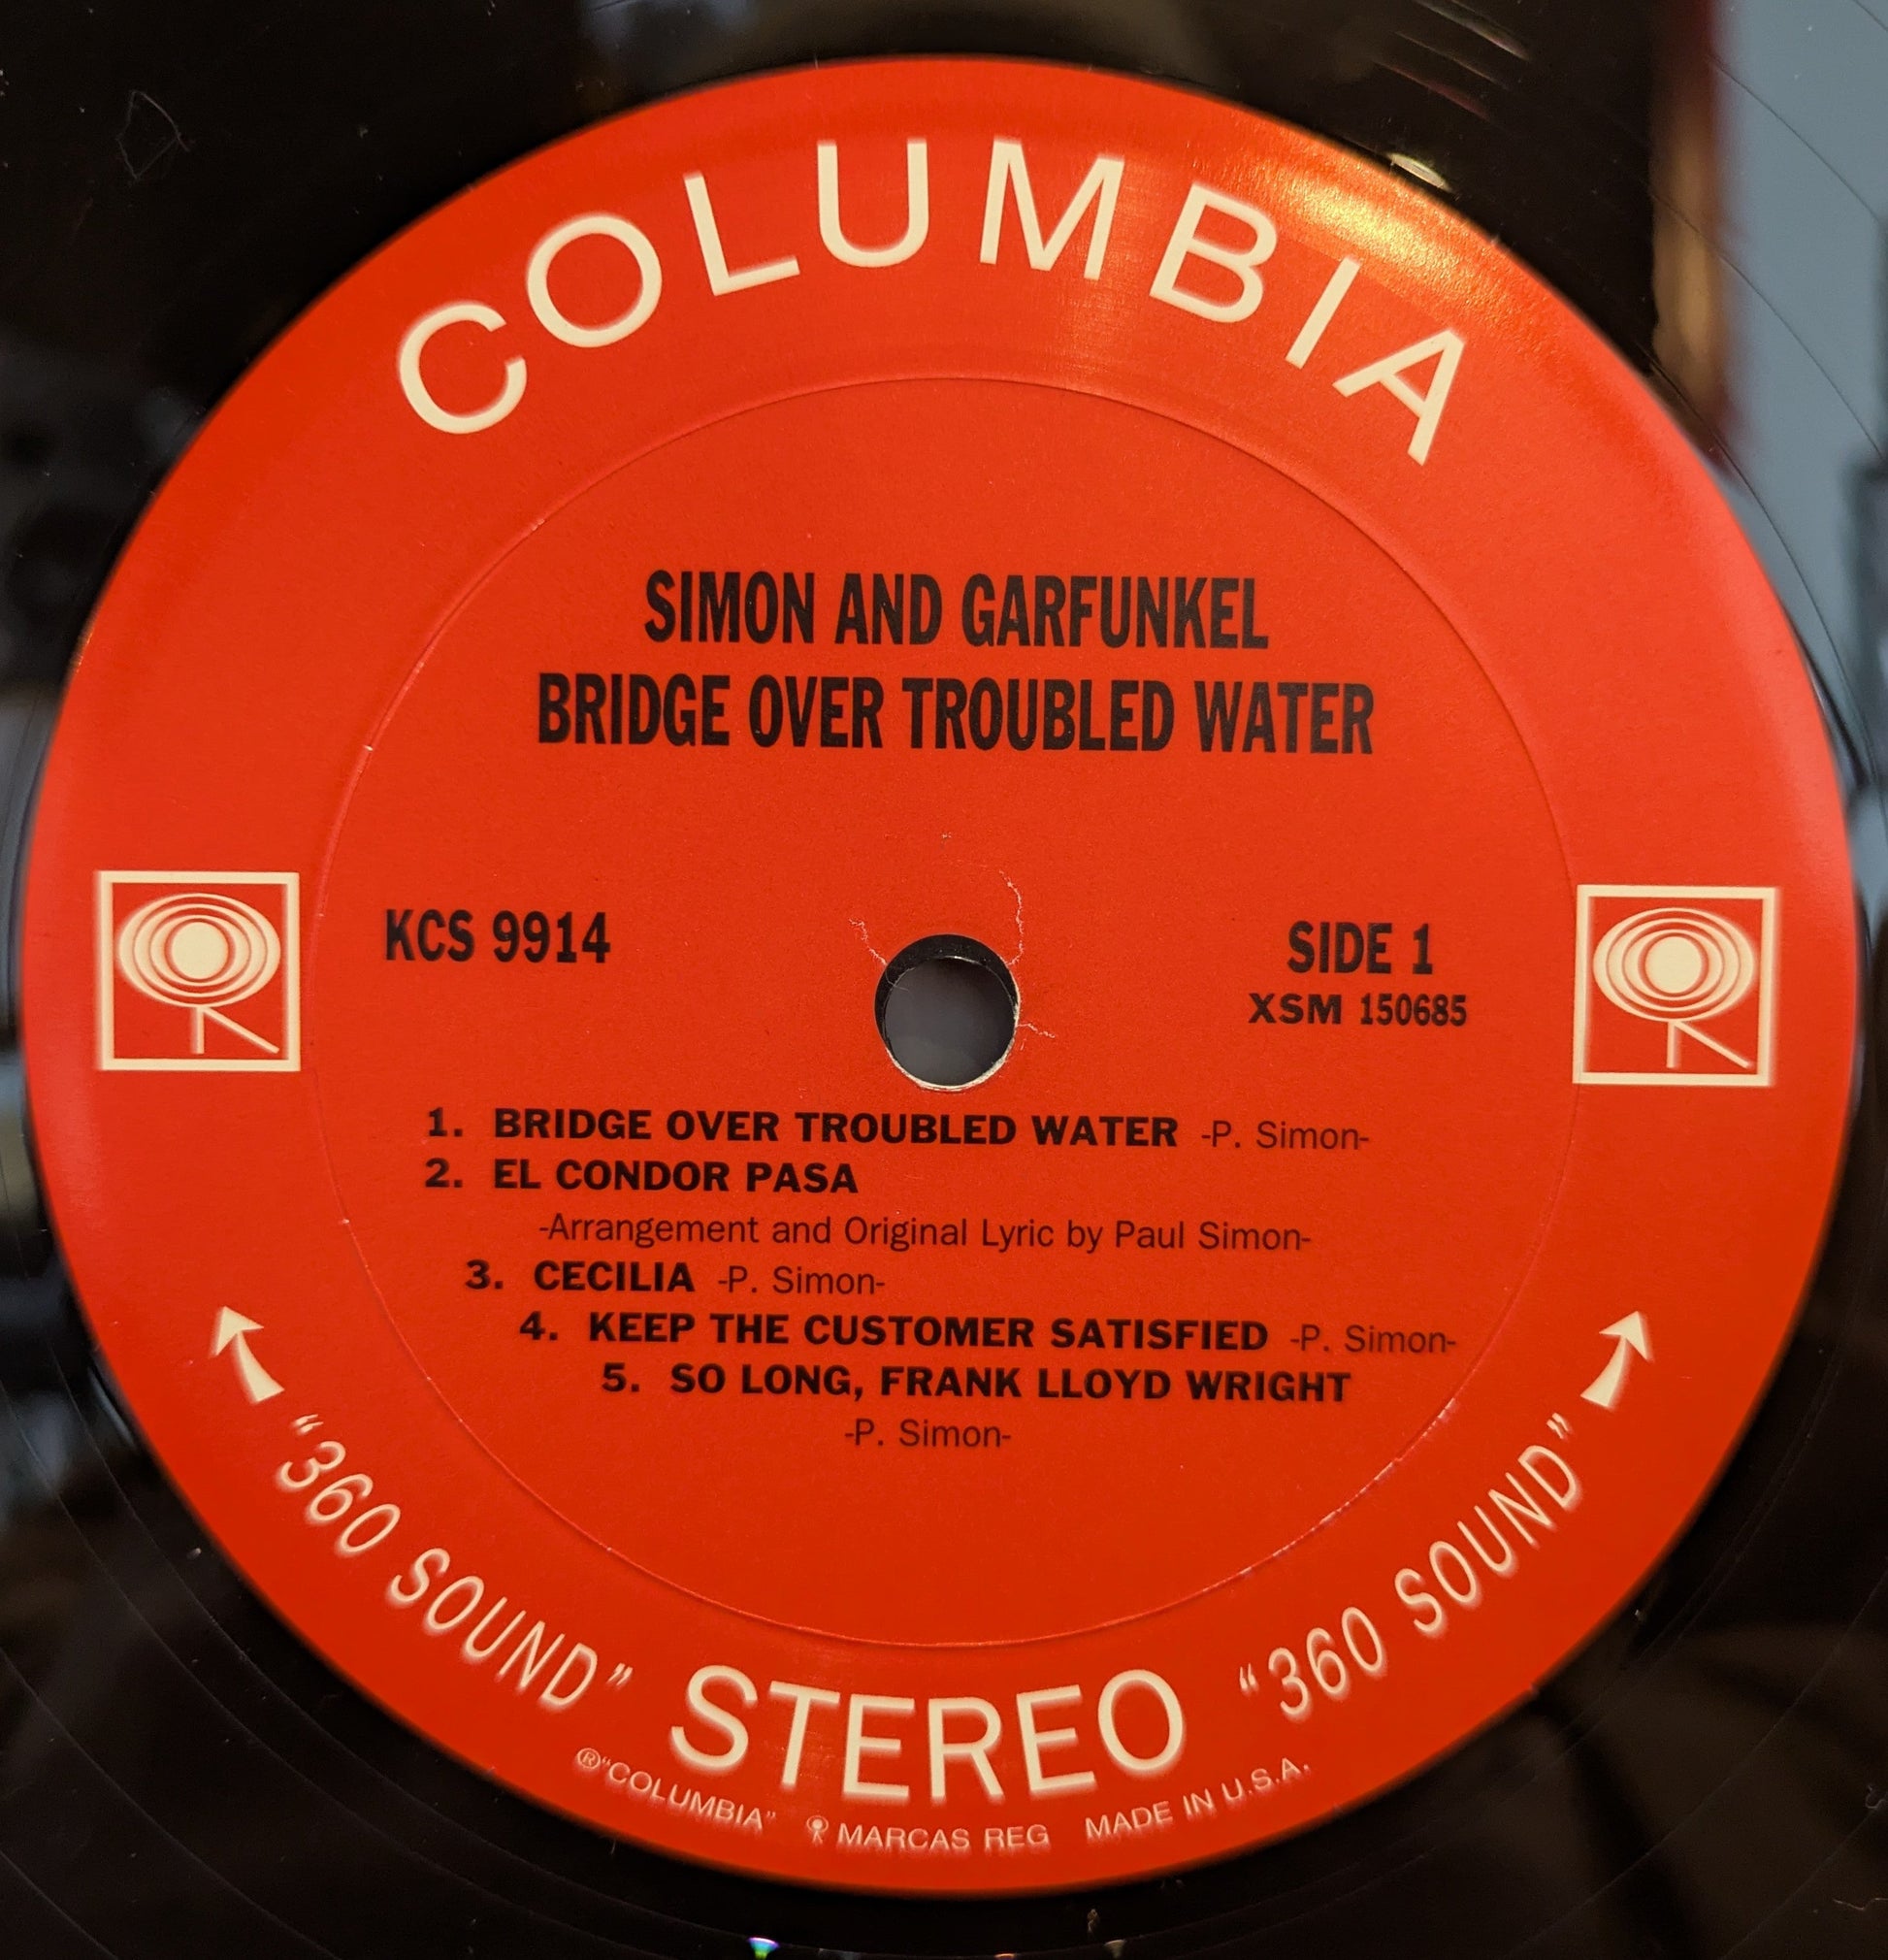 COLUMBIA
SIMON AND GARFUNKEL
BRIDGE OVER TROUBLED WATER
KCS 9914
SIDE 1
XSM 150685
1. BRIDGE OVER TROUBLED WATER -P. Simon-
2. EL CONDOR PASA
-Arrangement and Original Lyric by Paul Simon-
3. CECILIA -P. Simon-
4. KEEP THE CUSTOMER SATISFIED -P. Simon-
5. SO LONG, FRANK LLOYD WRIGHT
-P. Simon-
"360 SOUND" STEREO "360 SOUND"
®"COLUMBIA" MARCAS REG MADE IN U.S.A.